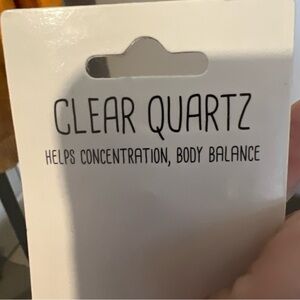 CLEAR QUARTZ
HELPS CONCENTRATION, BODY BALANCE